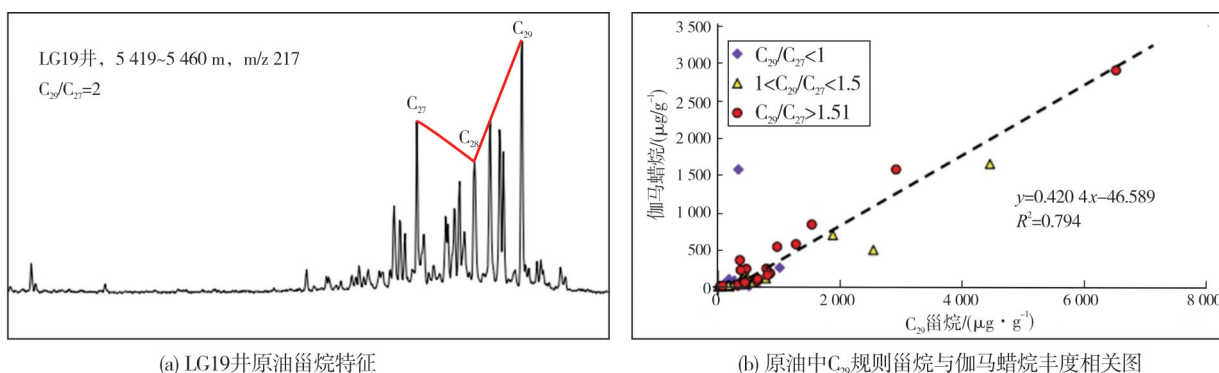 LG19井，5 419~5 460 m，m/z 217
C₂₉/C₂₇=2
C₂₇
C₂₈
C₂₉
(a) LG19井原油甾烷特征
伽马蜡烷/(μg/g⁻¹)
3 500
3 000
2 500
2 000
1 500
1 000
500
0
C₂₉/C₂₇<1
1<C₂₉/C₂₇<1.5
C₂₉/C₂₇>1.51
y=0.420 4x-46.589
R²=0.794
0
2 000
4 000
6 000
8 000
C₂₉甾烷/(μg·g⁻¹)
(b) 原油中C₂₉规则甾烷与伽马蜡烷丰度相关图